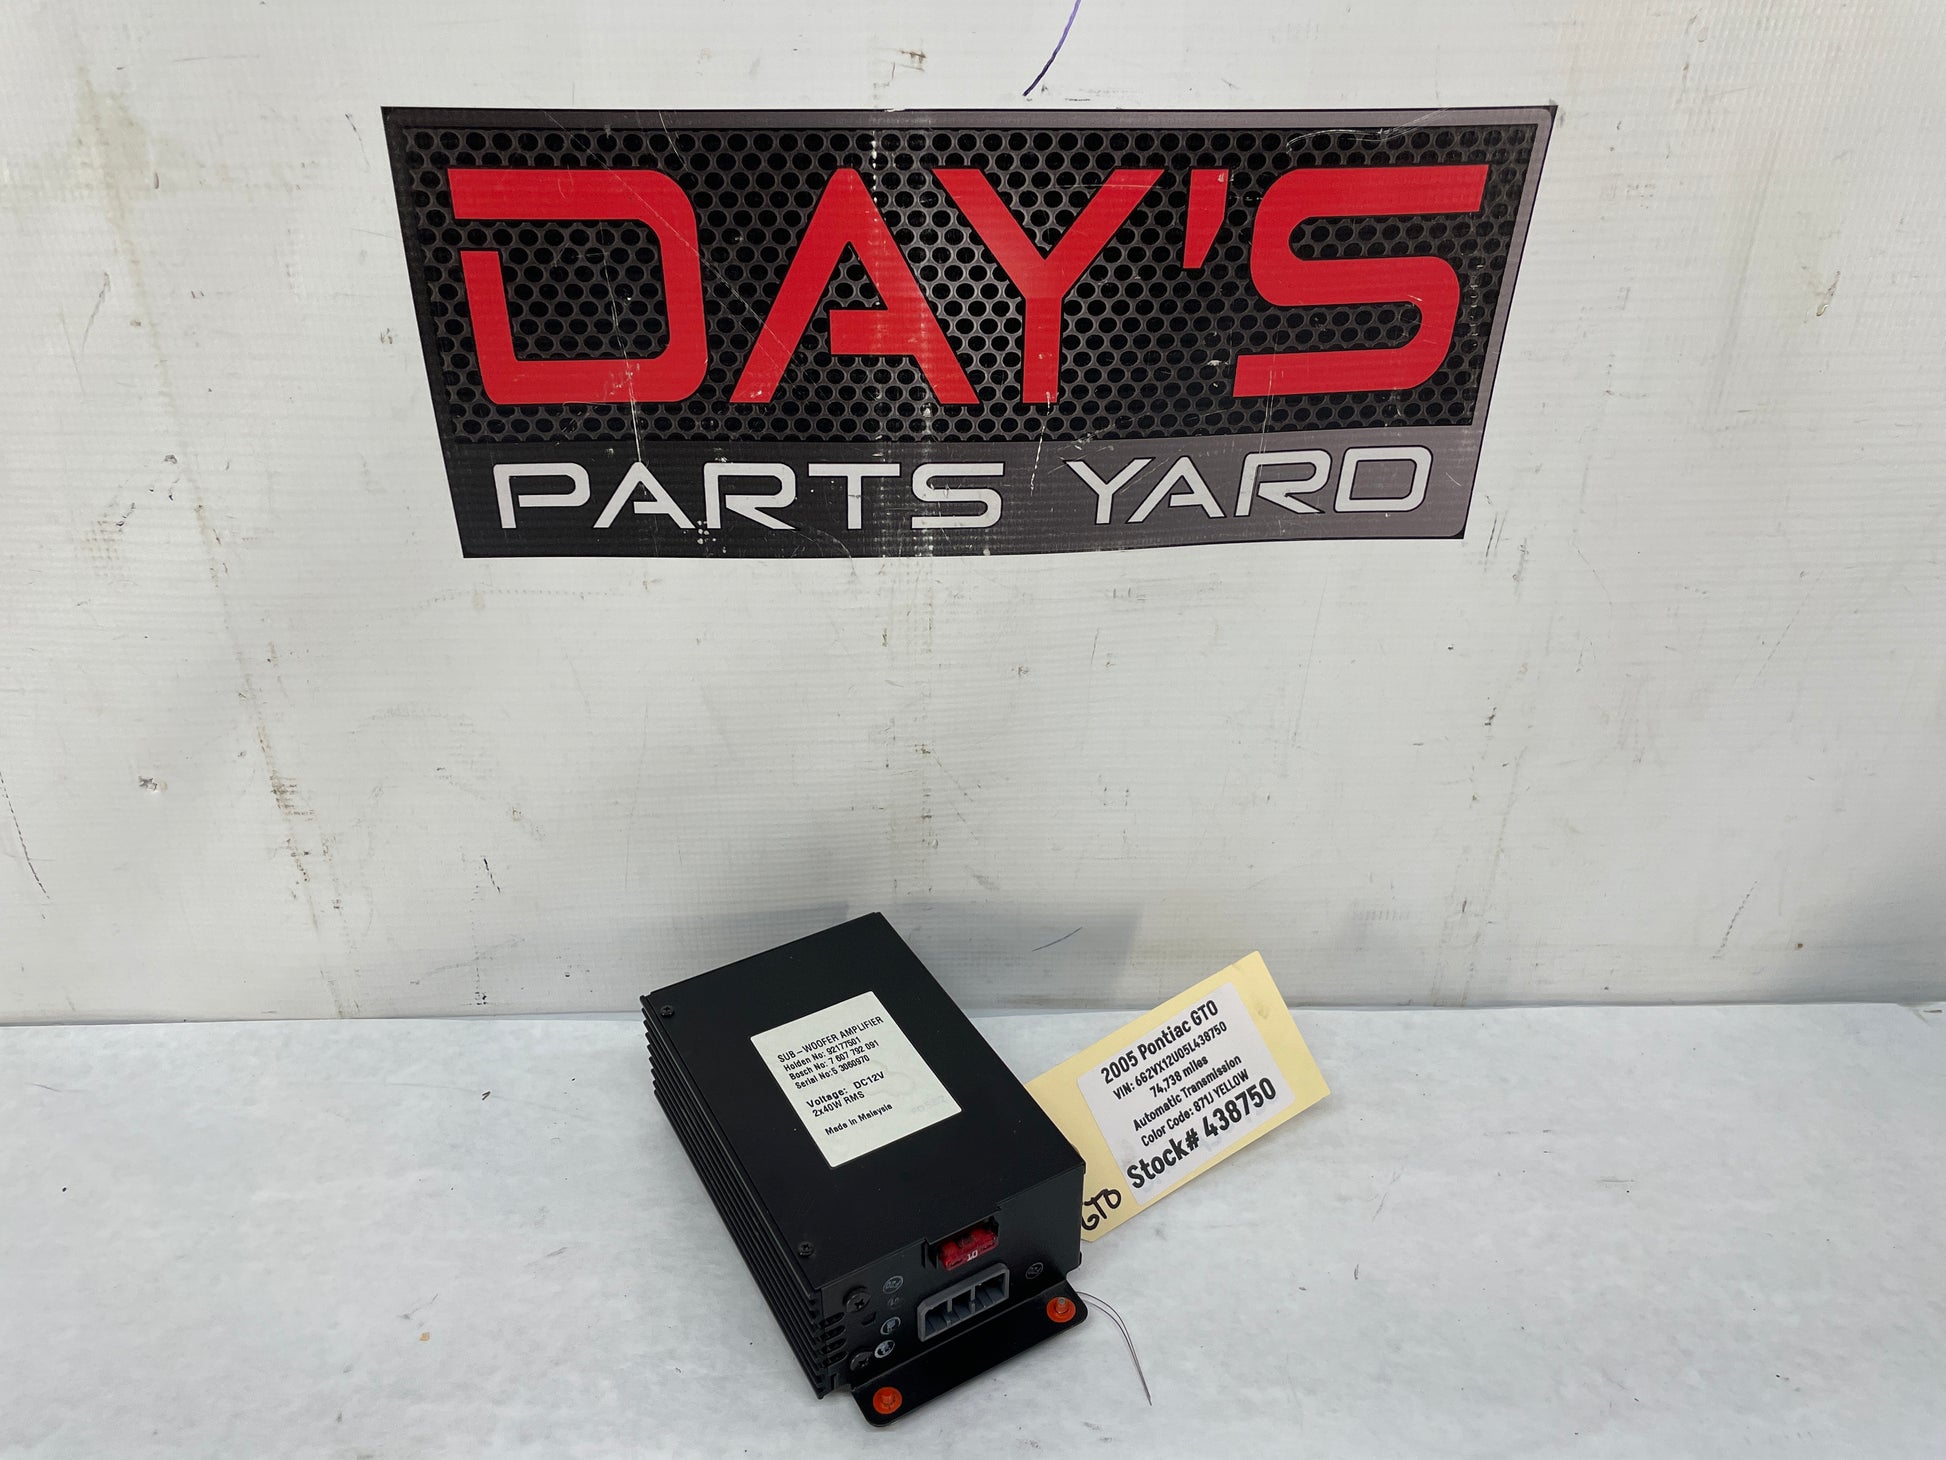 DAY'S
PARTS YARD
SUB-WOOFER AMPLIFIER
Holden No: 92177501
Bosch No: 7 607 792 091
Serial No:5 3060970
Voltage: DC12V
2x40W RMS
Made in Malaysia
2005 Pontiac GTO
VIN: 6G2VX12U05L438750
74,738 miles
Automatic Transmission
Color Code: 871J YELLOW
Stock# 438750
GTO
10